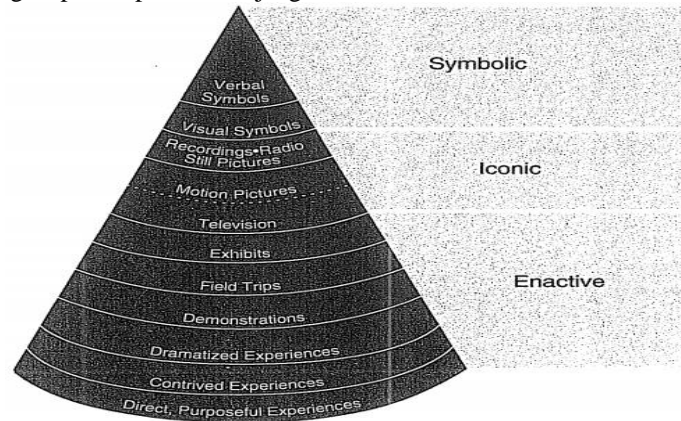 Verbal
Symbols
Visual Symbols
Recordings•Radio
Still Pictures
Motion Pictures
Television
Exhibits
Field Trips
Demonstrations
Dramatized Experiences
Contrived Experiences
Direct, Purposeful Experiences
Symbolic
Iconic
Enactive